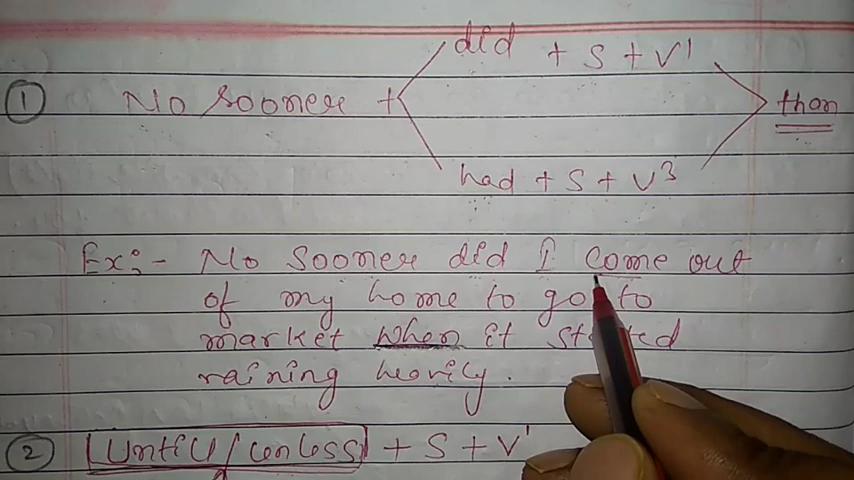 did + S + V¹
① No sooner + than
had + S + V³
Ex:- No sooner did I come out
of my home to go to
market when it started
raining heavily.
② (Until/Unless) + S + V¹